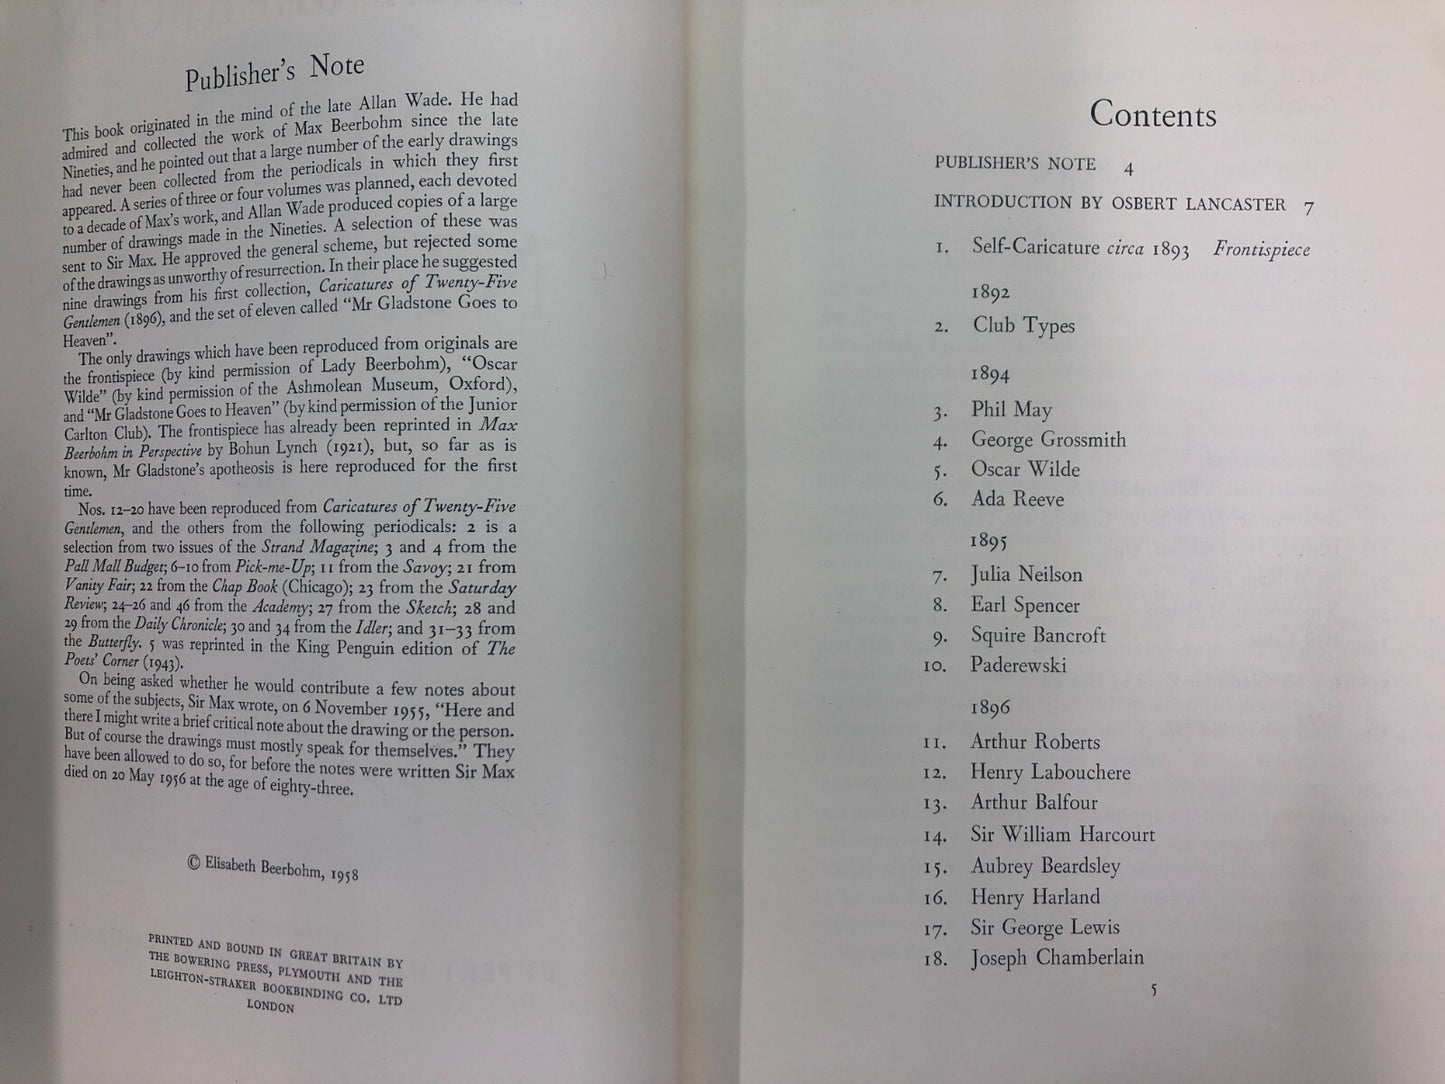 Publisher's Note
This book originated in the mind of the late Allan Wade. He had
admired and collected the work of Max Beerbohm since the late
Nineties, and he pointed out that a large number of the early drawings
had never been collected from the periodicals in which they first
appeared. A series of three or four volumes was planned, each devoted
to a decade of Max's work, and Allan Wade produced copies of a large
number of drawings made in the Nineties. A selection of these was
sent to Sir Max. He approved the general scheme, but rejected some
of the drawings as unworthy of resurrection. In their place he suggested
nine drawings from his first collection, Caricatures of Twenty-Five
Gentlemen (1896), and the set of eleven called "Mr Gladstone Goes to
Heaven".
The only drawings which have been reproduced from originals are
the frontispiece (by kind permission of Lady Beerbohm), "Oscar
Wilde" (by kind permission of the Ashmolean Museum, Oxford),
and "Mr Gladstone Goes to Heaven" (by kind permission of the Junior
Carlton Club). The frontispiece has already been reprinted in Max
Beerbohm in Perspective by Bohun Lynch (1921), but, so far as is
known, Mr Gladstone's apotheosis is here reproduced for the first
time.
Nos. 12–20 have been reproduced from Caricatures of Twenty-Five
Gentlemen, and the others from the following periodicals: 2 is a
selection from two issues of the Strand Magazine; 3 and 4 from the
Pall Mall Budget; 6–10 from Pick-me-Up; 11 from the Savoy; 21 from
Vanity Fair; 22 from the Chap Book (Chicago); 23 from the Saturday
Review; 24–26 and 46 from the Academy; 27 from the Sketch; 28 and
29 from the Daily Chronicle; 30 and 34 from the Idler; and 31–33 from
the Butterfly. 5 was reprinted in the King Penguin edition of The
Poets' Corner (1943).
On being asked whether he would contribute a few notes about
some of the subjects, Sir Max wrote, on 6 November 1955, "Here and
there I might write a brief critical note about the drawing or the person.
But of course the drawings must mostly speak for themselves." They
have been allowed to do so, for before the notes were written Sir Max
died on 20 May 1956 at the age of eighty-three.
© Elisabeth Beerbohm, 1958
PRINTED AND BOUND IN GREAT BRITAIN BY
THE BOWERING PRESS, PLYMOUTH AND THE
LEIGHTON-STRAKER BOOKBINDING CO. LTD
LONDON
Contents
PUBLISHER'S NOTE 4
INTRODUCTION BY OSBERT LANCASTER 7
1. Self-Caricature circa 1893 Frontispiece
1892
2. Club Types
1894
3. Phil May
4. George Grossmith
5. Oscar Wilde
6. Ada Reeve
1895
7. Julia Neilson
8. Earl Spencer
9. Squire Bancroft
10. Paderewski
1896
11. Arthur Roberts
12. Henry Labouchere
13. Arthur Balfour
14. Sir William Harcourt
15. Aubrey Beardsley
16. Henry Harland
17. Sir George Lewis
18. Joseph Chamberlain
5